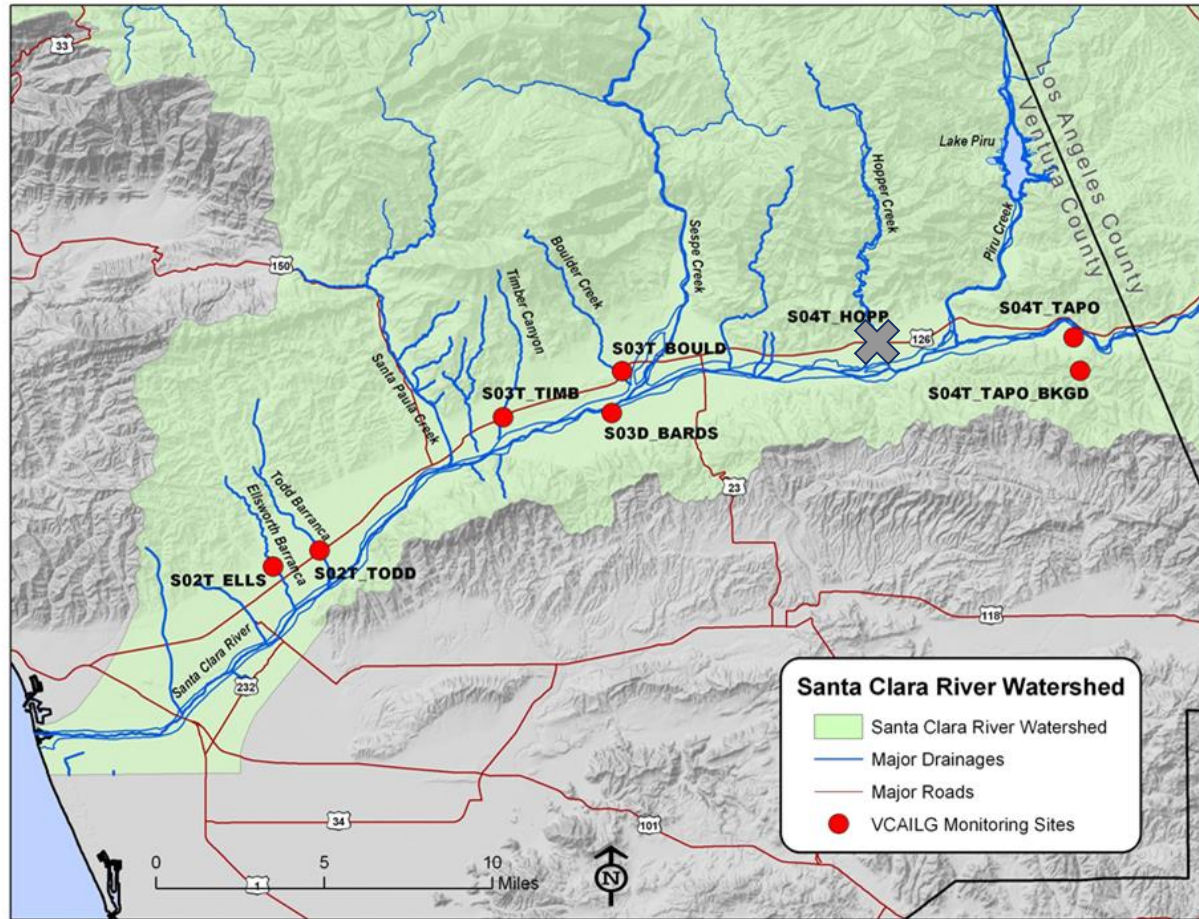 33
Los Angeles County
Ventura County
Lake Piru
Hopper Creek
Piru Creek
Sespe Creek
Boulder Creek
150
Timber Canyon
S04T_HOPP
S04T_TAPO
126
Santa Paula Creek
S03T_BOULD
S03T_TIMB
S04T_TAPO_BKGD
S03D_BARDS
23
Todd Barranca
Ellsworth Barranca
S02T_ELLS
S02T_TODD
118
Santa Clara River
232
Santa Clara River Watershed
Santa Clara River Watershed
Major Drainages
Major Roads
VCAILG Monitoring Sites
34
101
0 5 10
Miles
1
N